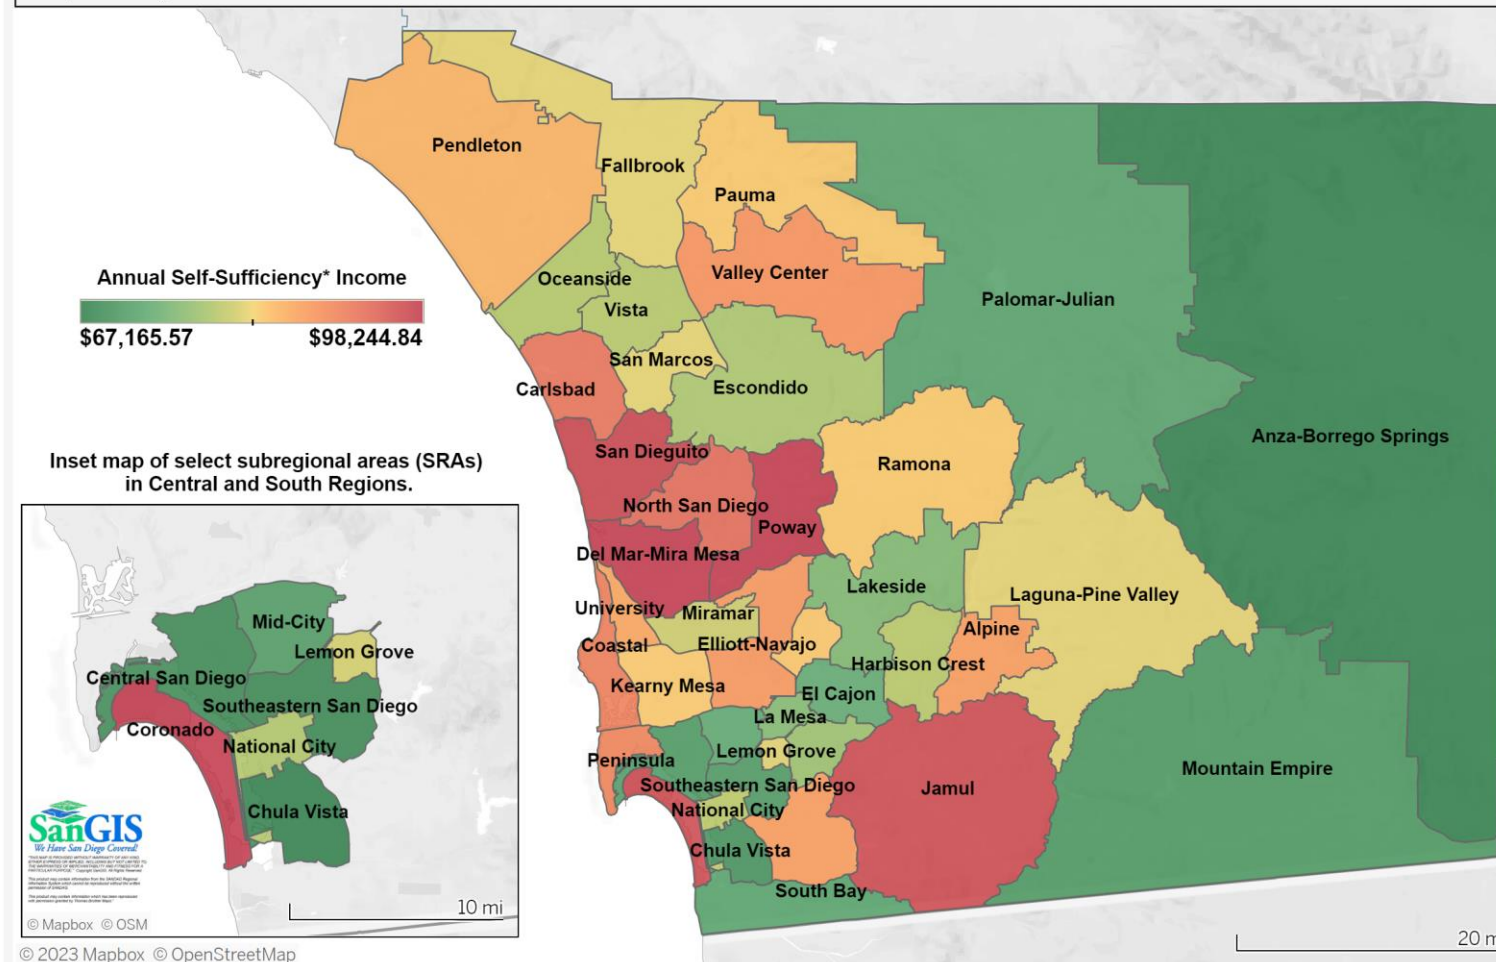 Pendleton
Fallbrook
Pauma
Annual Self-Sufficiency* Income
$67,165.57
$98,244.84
Oceanside
Valley Center
Vista
Palomar-Julian
San Marcos
Carlsbad
Escondido
Anza-Borrego Springs
San Dieguito
Ramona
North San Diego
Poway
Del Mar-Mira Mesa
Lakeside
Laguna-Pine Valley
University
Miramar
Alpine
Coastal
Elliott-Navajo
Harbison Crest
Kearny Mesa
El Cajon
La Mesa
Peninsula
Lemon Grove
Southeastern San Diego
Jamul
Mountain Empire
National City
Chula Vista
South Bay
Inset map of select subregional areas (SRAs)
in Central and South Regions.
Mid-City
Lemon Grove
Central San Diego
Southeastern San Diego
Coronado
National City
Chula Vista
SanGIS
We Have San Diego Covered!
10 mi
© Mapbox © OSM
20 m
© 2023 Mapbox © OpenStreetMap